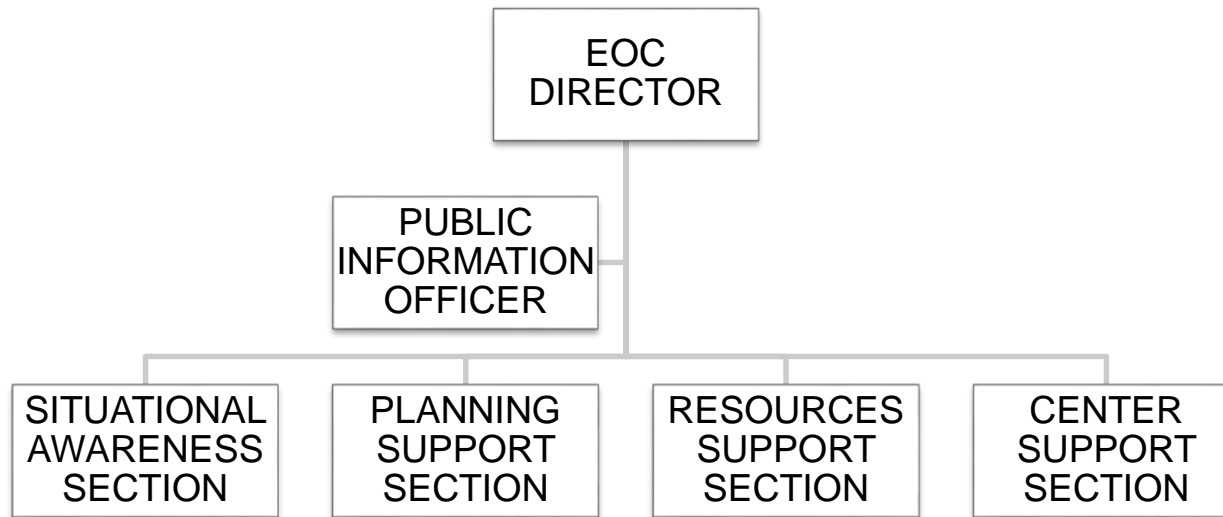 EOC
DIRECTOR
PUBLIC
INFORMATION
OFFICER
SITUATIONAL
AWARENESS
SECTION
PLANNING
SUPPORT
SECTION
RESOURCES
SUPPORT
SECTION
CENTER
SUPPORT
SECTION